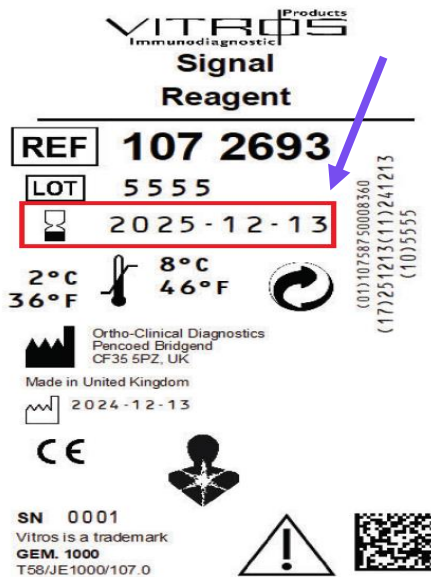 VITROS Products
Immunodiagnostic
Signal
Reagent
REF 107 2693
LOT 5555
2025-12-13
2°C 8°C
36°F 46°F
(01)10758750008360
(17)251213(11)241213
(10)5555
Ortho-Clinical Diagnostics
Pencoed Bridgend
CF35 5PZ, UK
Made in United Kingdom
2024-12-13
CE
SN 0001
Vitros is a trademark
GEM. 1000
T58/JE1000/107.0